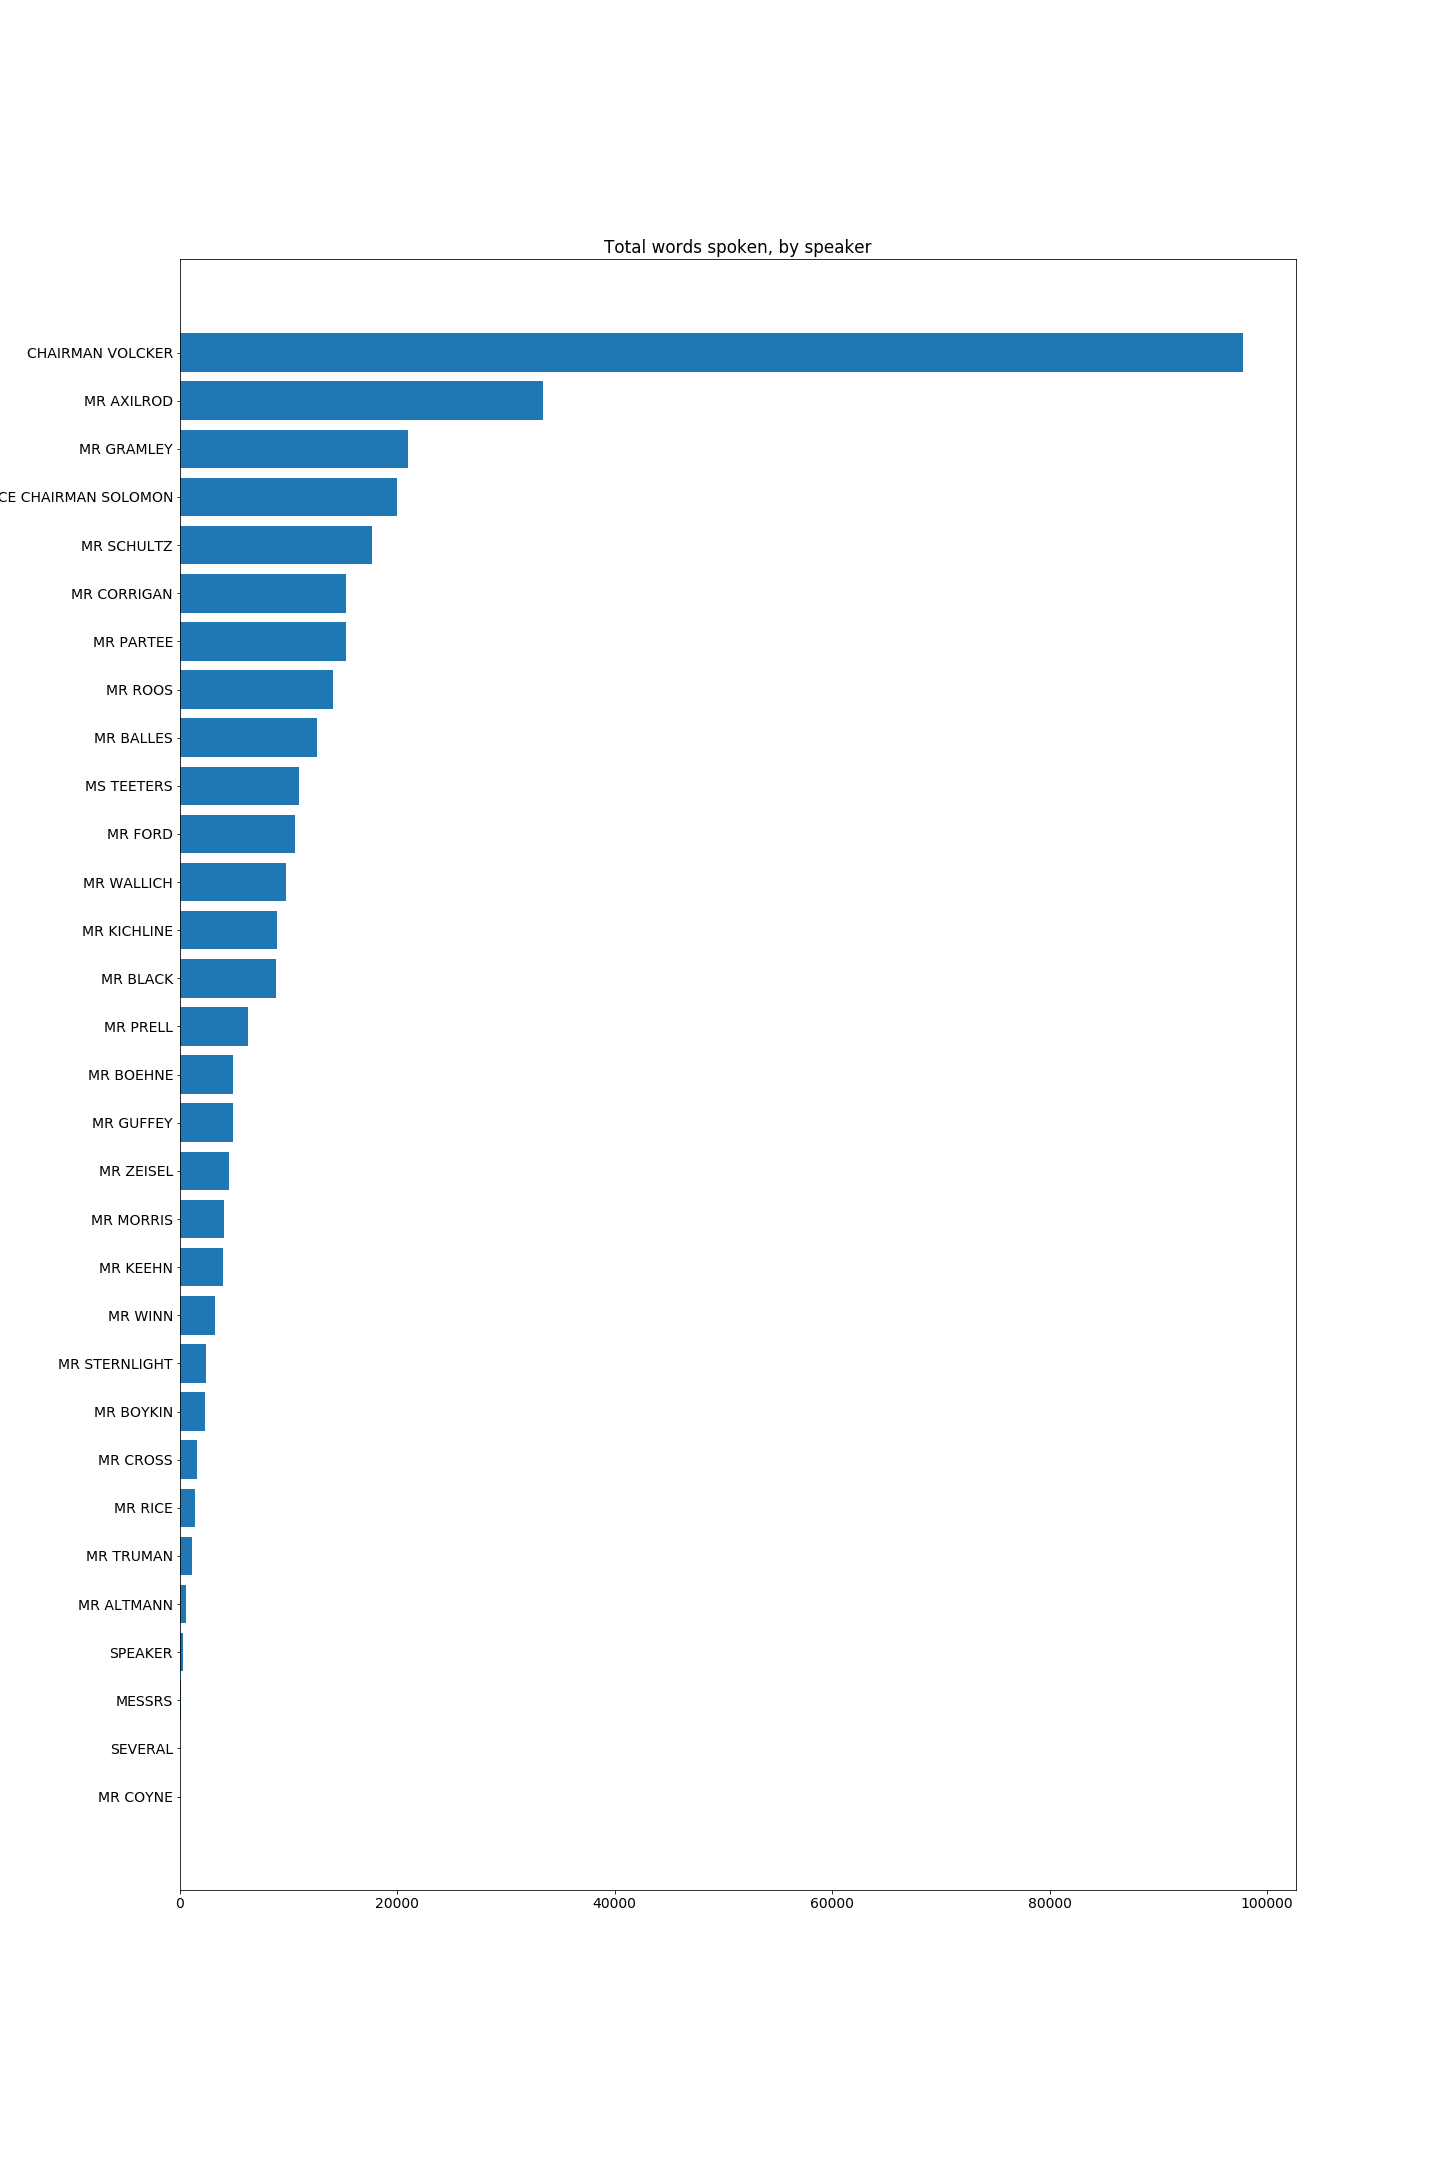 Total words spoken, by speaker
CHAIRMAN VOLCKER
MR AXILROD
MR GRAMLEY
CE CHAIRMAN SOLOMON
MR SCHULTZ
MR CORRIGAN
MR PARTEE
MR ROOS
MR BALLES
MS TEETERS
MR FORD
MR WALLICH
MR KICHLINE
MR BLACK
MR PRELL
MR BOEHNE
MR GUFFEY
MR ZEISEL
MR MORRIS
MR KEEHN
MR WINN
MR STERNLIGHT
MR BOYKIN
MR CROSS
MR RICE
MR TRUMAN
MR ALTMANN
SPEAKER
MESSRS
SEVERAL
MR COYNE
0 20000 40000 60000 80000 100000